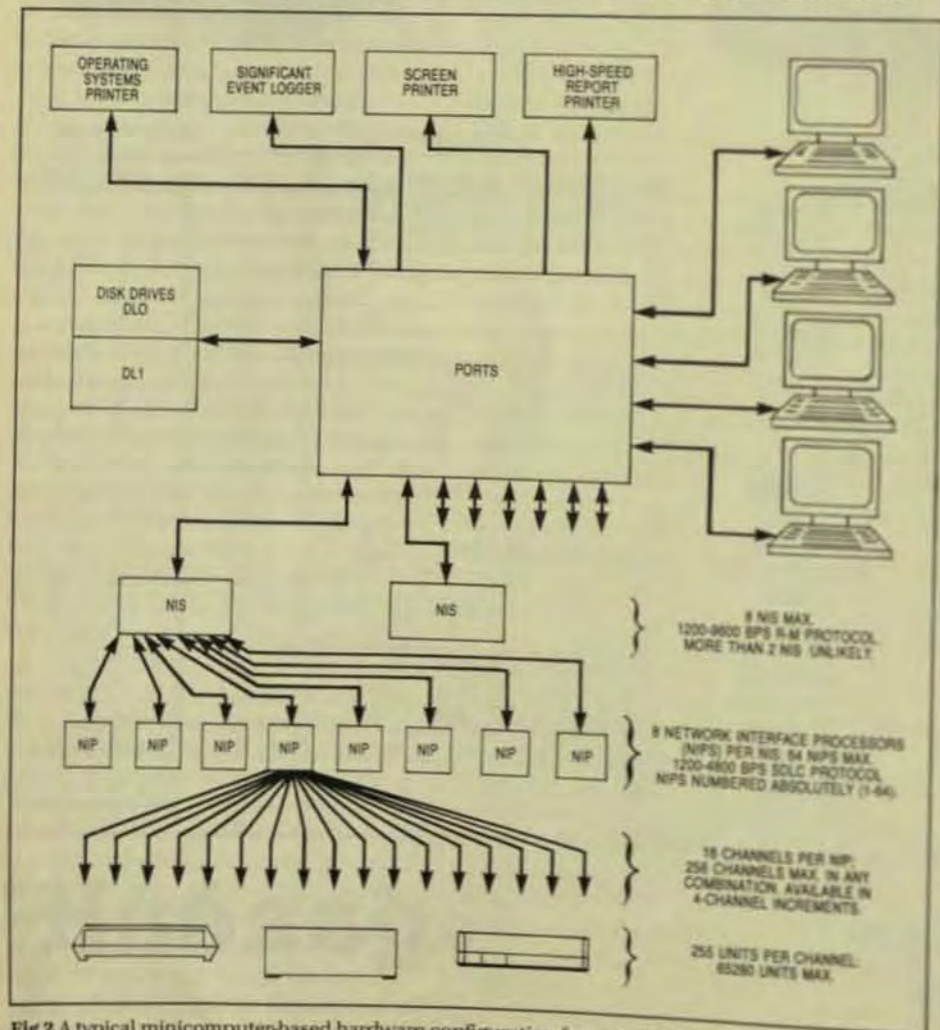 OPERATING
SYSTEMS
PRINTER
SIGNIFICANT
EVENT LOGGER
SCREEN
PRINTER
HIGH-SPEED
REPORT
PRINTER
DISK DRIVES
DLO
DL1
PORTS
NIS
NIS
8 NIS MAX.
1200-9600 BPS R-M PROTOCOL
MORE THAN 2 NIS UNLIKELY.
NIP
NIP
NIP
NIP
NIP
NIP
NIP
NIP
8 NETWORK INTERFACE PROCESSORS
(NIPS) PER NIS. 64 NIPS MAX.
1200-4800 BPS SDLC PROTOCOL
NIPS NUMBERED ABSOLUTELY (1-64).
16 CHANNELS PER NIP:
256 CHANNELS MAX. IN ANY
COMBINATION. AVAILABLE IN
4-CHANNEL INCREMENTS.
255 UNITS PER CHANNEL:
65280 UNITS MAX.
Fig 2 A typical minicomputer-based hardware configuration